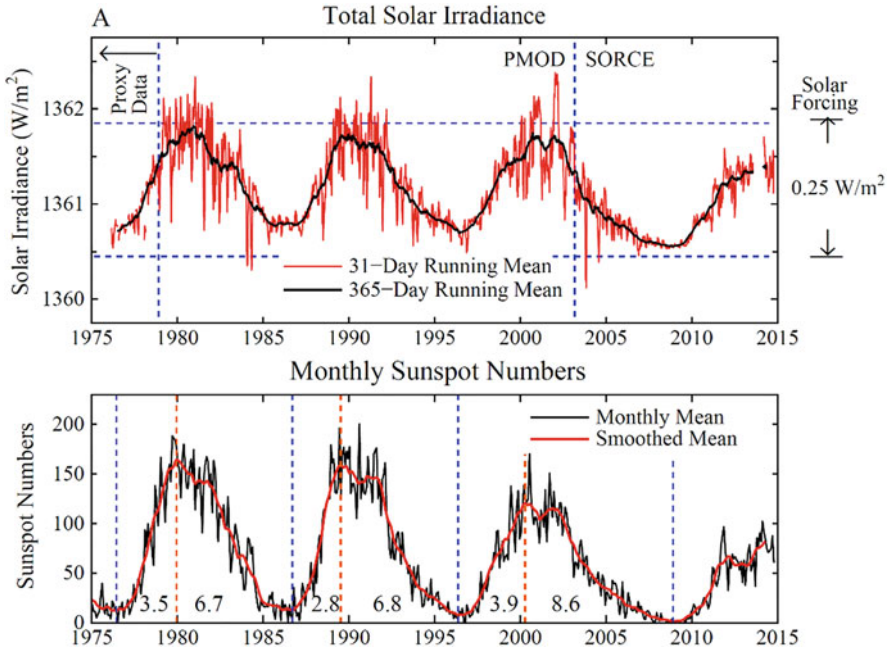 A
Total Solar Irradiance
Proxy
Data
PMOD
SORCE
Solar
Forcing
0.25 W/m²
Solar Irradiance (W/m²)
1362
1361
1360
31−Day Running Mean
365−Day Running Mean
1975 1980 1985 1990 1995 2000 2005 2010 2015
Monthly Sunspot Numbers
Sunspot Numbers
200
150
100
50
0
Monthly Mean
Smoothed Mean
3.5 6.7 2.8 6.8 3.9 8.6
1975 1980 1985 1990 1995 2000 2005 2010 2015